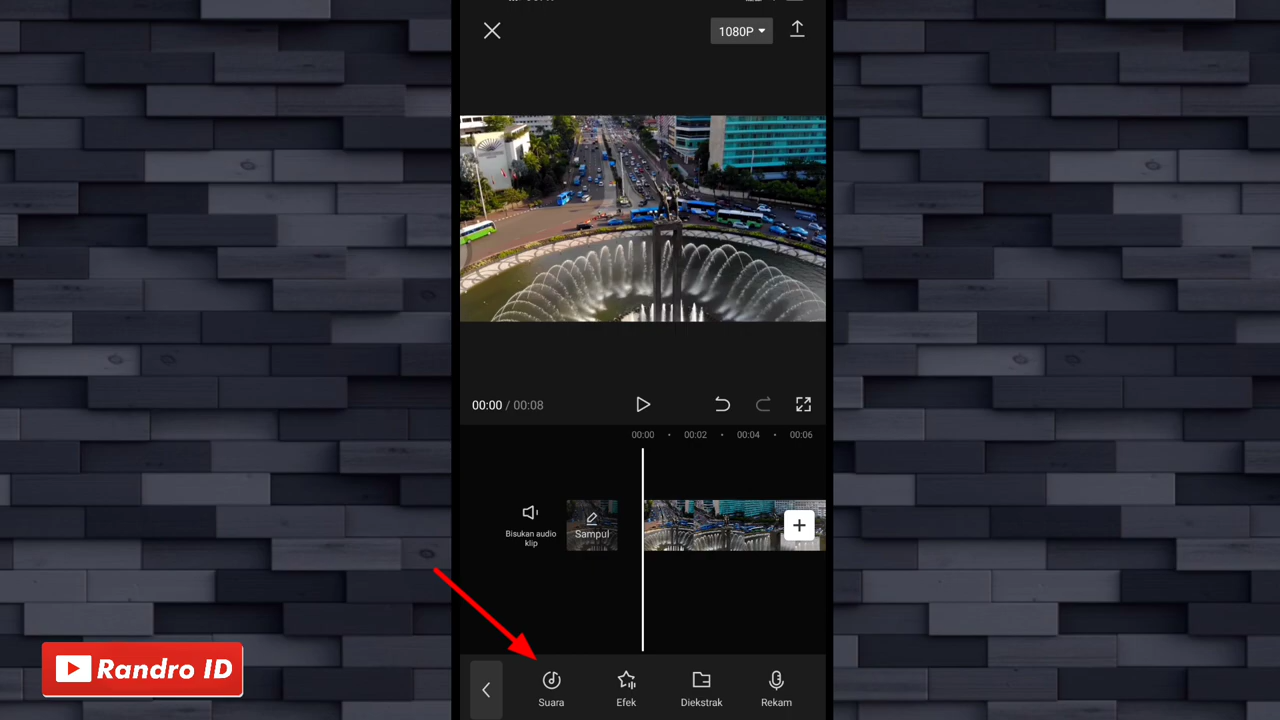 1080P
00:00 / 00:08
00:00 • 00:02 • 00:04 • 00:06
Bisukan audio
klip
Sampul
Suara
Efek
Diekstrak
Rekam
Randro ID